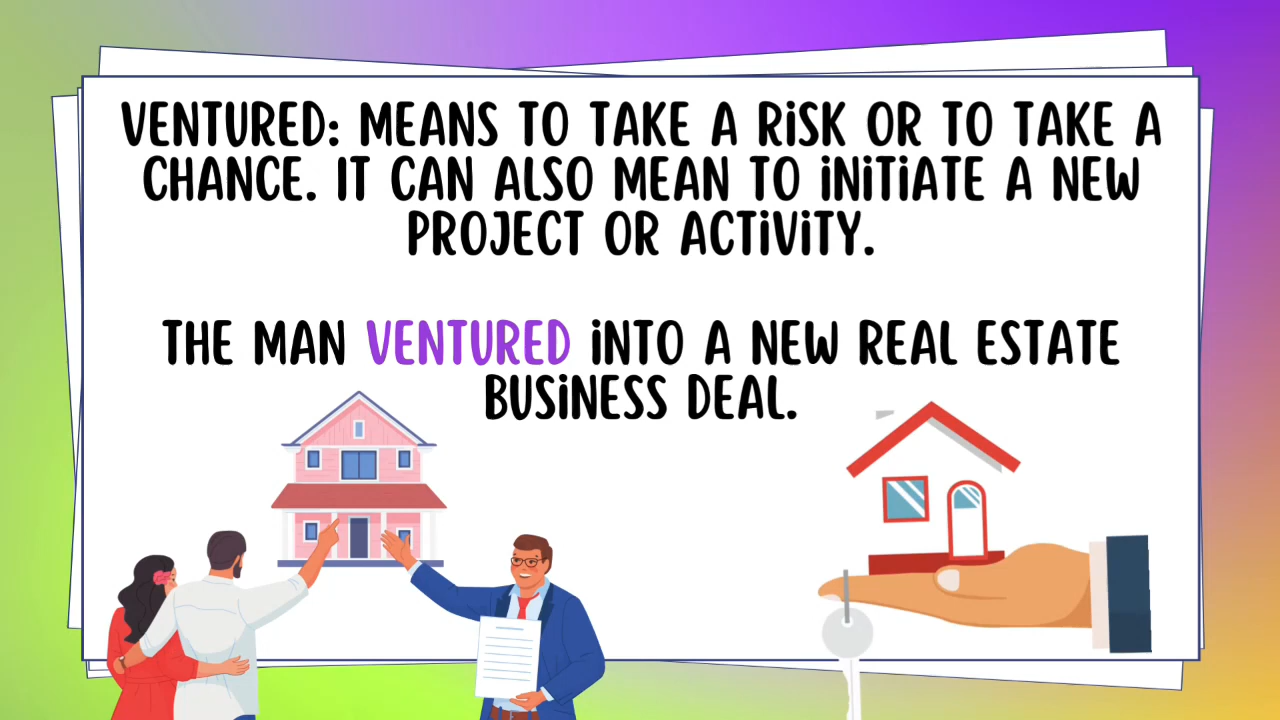 VENTURED: MEANS TO TAKE A RiSK OR TO TAKE A
CHANCE. IT CAN ALSO MEAN TO iNiTiATE A NEW
PROJECT OR ACTiViTY.
THE MAN VENTURED iNTO A NEW REAL ESTATE
BUSiNESS DEAL.